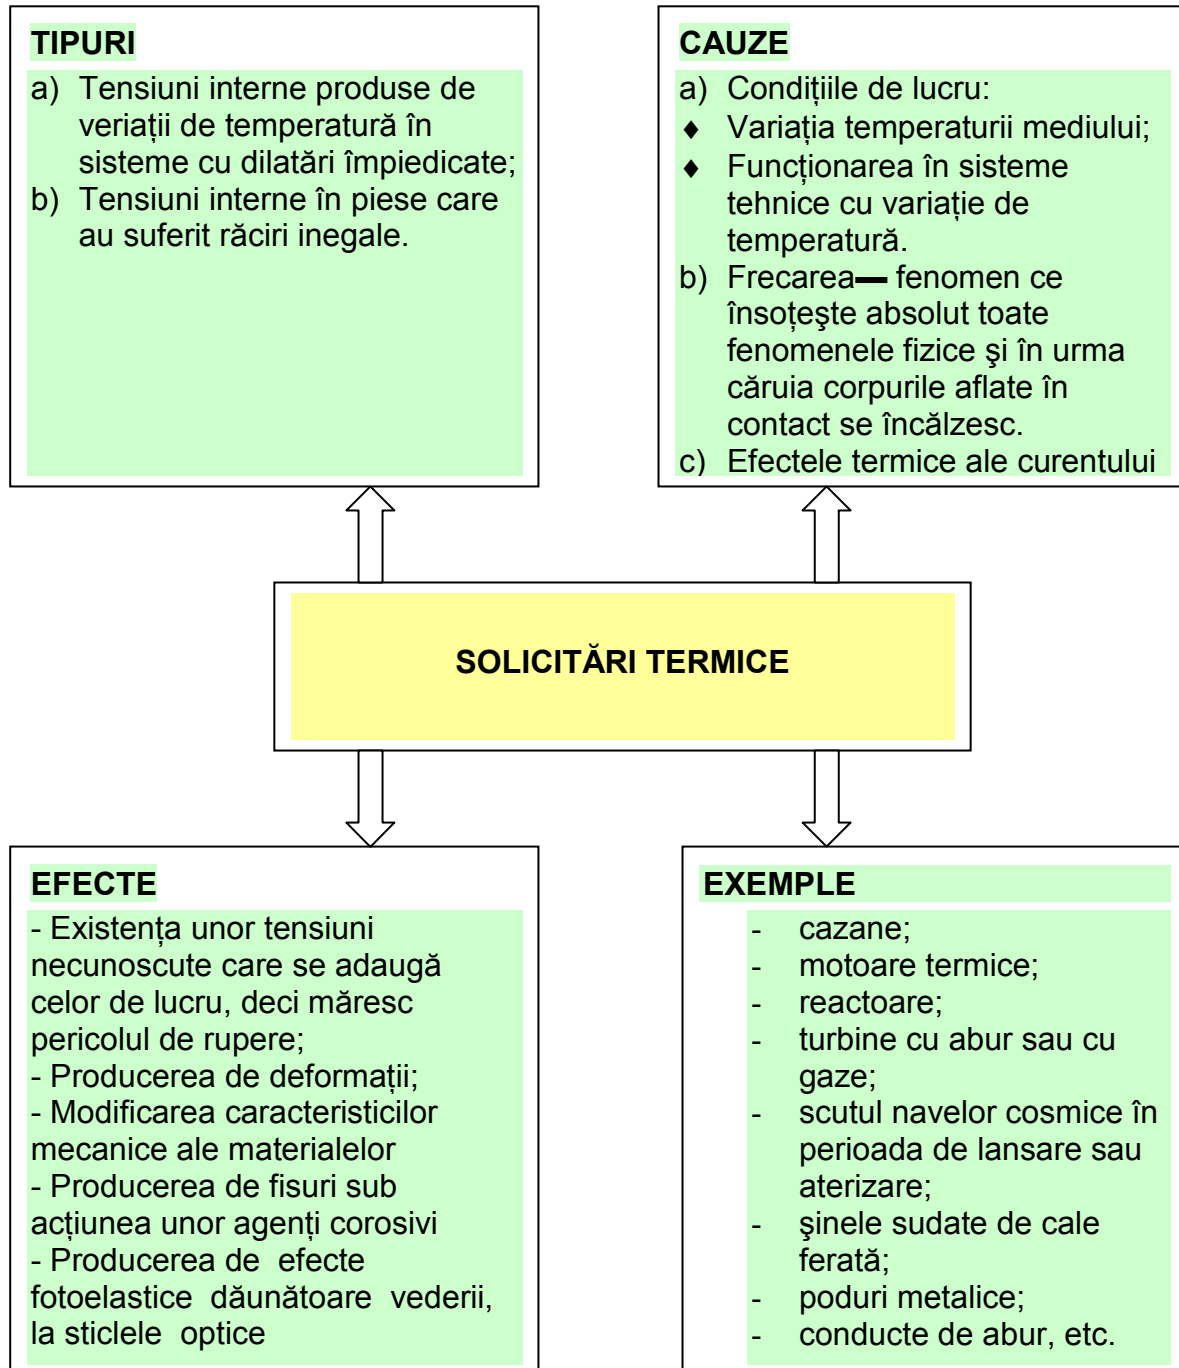 TIPURI
a) Tensiuni interne produse de
veriații de temperatură în
sisteme cu dilatări împiedicate;
b) Tensiuni interne în piese care
au suferit răciri inegale.
CAUZE
a) Condițiile de lucru:
♦ Variația temperaturii mediului;
♦ Funcționarea în sisteme
tehnice cu variație de
temperatură.
b) Frecarea— fenomen ce
însoțeşte absolut toate
fenomenele fizice şi în urma
căruia corpurile aflate în
contact se încălzesc.
c) Efectele termice ale curentului
SOLICITĂRI TERMICE
EFECTE
- Existența unor tensiuni
necunoscute care se adaugă
celor de lucru, deci măresc
pericolul de rupere;
- Producerea de deformații;
- Modificarea caracteristicilor
mecanice ale materialelor
- Producerea de fisuri sub
acțiunea unor agenți corosivi
- Producerea de efecte
fotoelastice dăunătoare vederii,
la sticlele optice
EXEMPLE
- cazane;
- motoare termice;
- reactoare;
- turbine cu abur sau cu
gaze;
- scutul navelor cosmice în
perioada de lansare sau
aterizare;
- şinele sudate de cale
ferată;
- poduri metalice;
- conducte de abur, etc.